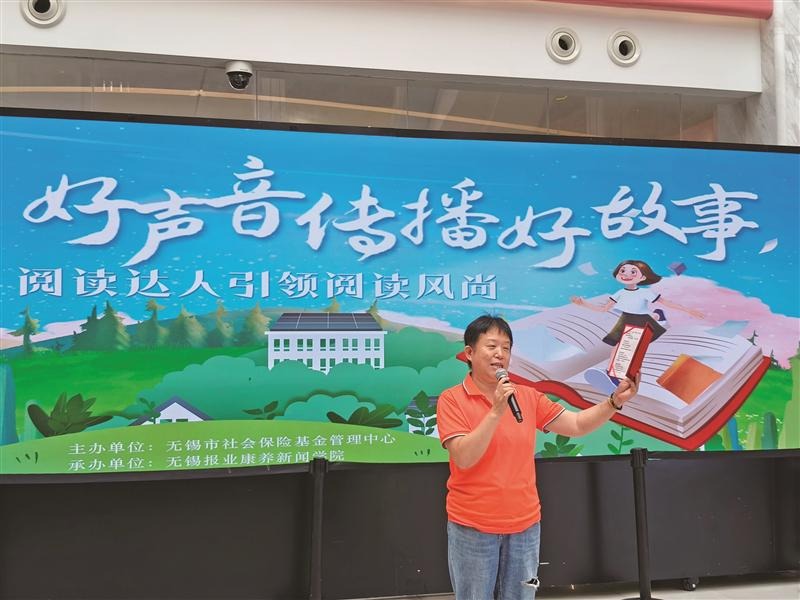 好声音传播好故事，
阅读达人引领阅读风尚
主办单位：无锡市社会保险基金管理中心
承办单位：无锡报业康养新闻学院